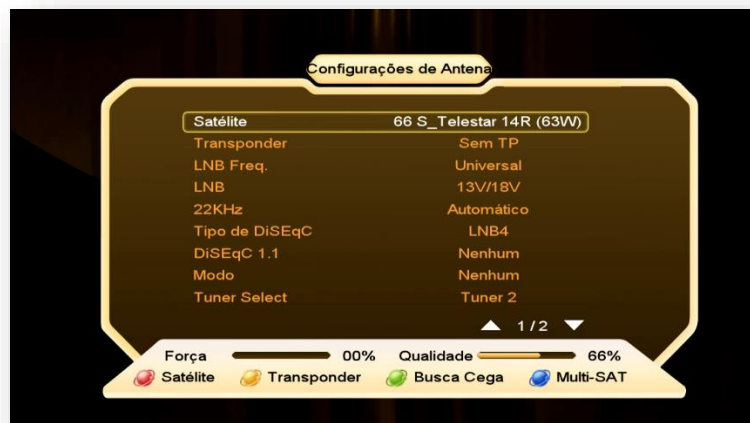 Configurações de Antena
Satélite 66 S_Telestar 14R (63W)
Transponder Sem TP
LNB Freq. Universal
LNB 13V/18V
22KHz Automático
Tipo de DiSEqC LNB4
DiSEqC 1.1 Nenhum
Modo Nenhum
Tuner Select Tuner 2
1/2
Força 00% Qualidade 66%
Satélite Transponder Busca Cega Multi-SAT